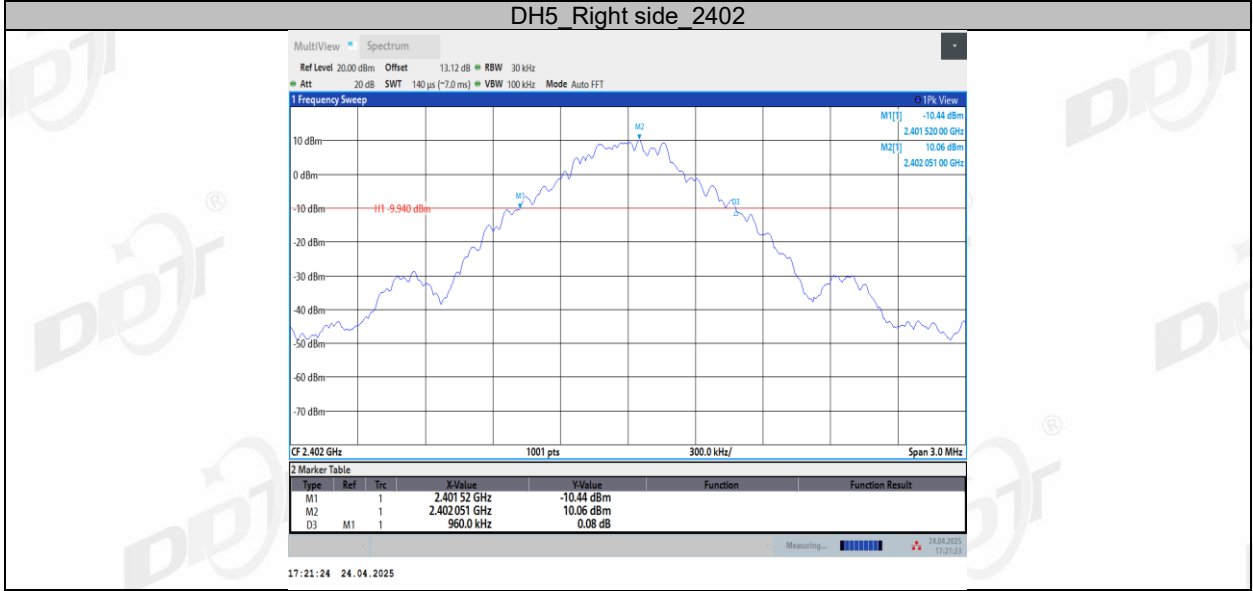 DH5_Right side_2402
MultiView Spectrum
Ref Level 20.00 dBm Offset 13.12 dB RBW 30 kHz
Att 20 dB SWT 140 µs (~7.0 ms) VBW 100 kHz Mode Auto FFT
1 Frequency Sweep 1Pk View
M1[1] -10.44 dBm
2.401 520 00 GHz
M2[1] 10.06 dBm
2.402 051 00 GHz
M2
10 dBm
0 dBm
M1
D3
-10 dBm H1 -9.940 dBm
-20 dBm
-30 dBm
-40 dBm
-50 dBm
-60 dBm
-70 dBm
CF 2.402 GHz 1001 pts 300.0 kHz/ Span 3.0 MHz
2 Marker Table
Type Ref Trc X-Value Y-Value Function Function Result
M1 1 2.401 52 GHz -10.44 dBm
M2 1 2.402 051 GHz 10.06 dBm
D3 M1 1 960.0 kHz 0.08 dB
Measuring... 24.04.2025
17:21:23
17:21:24 24.04.2025
DDT
®